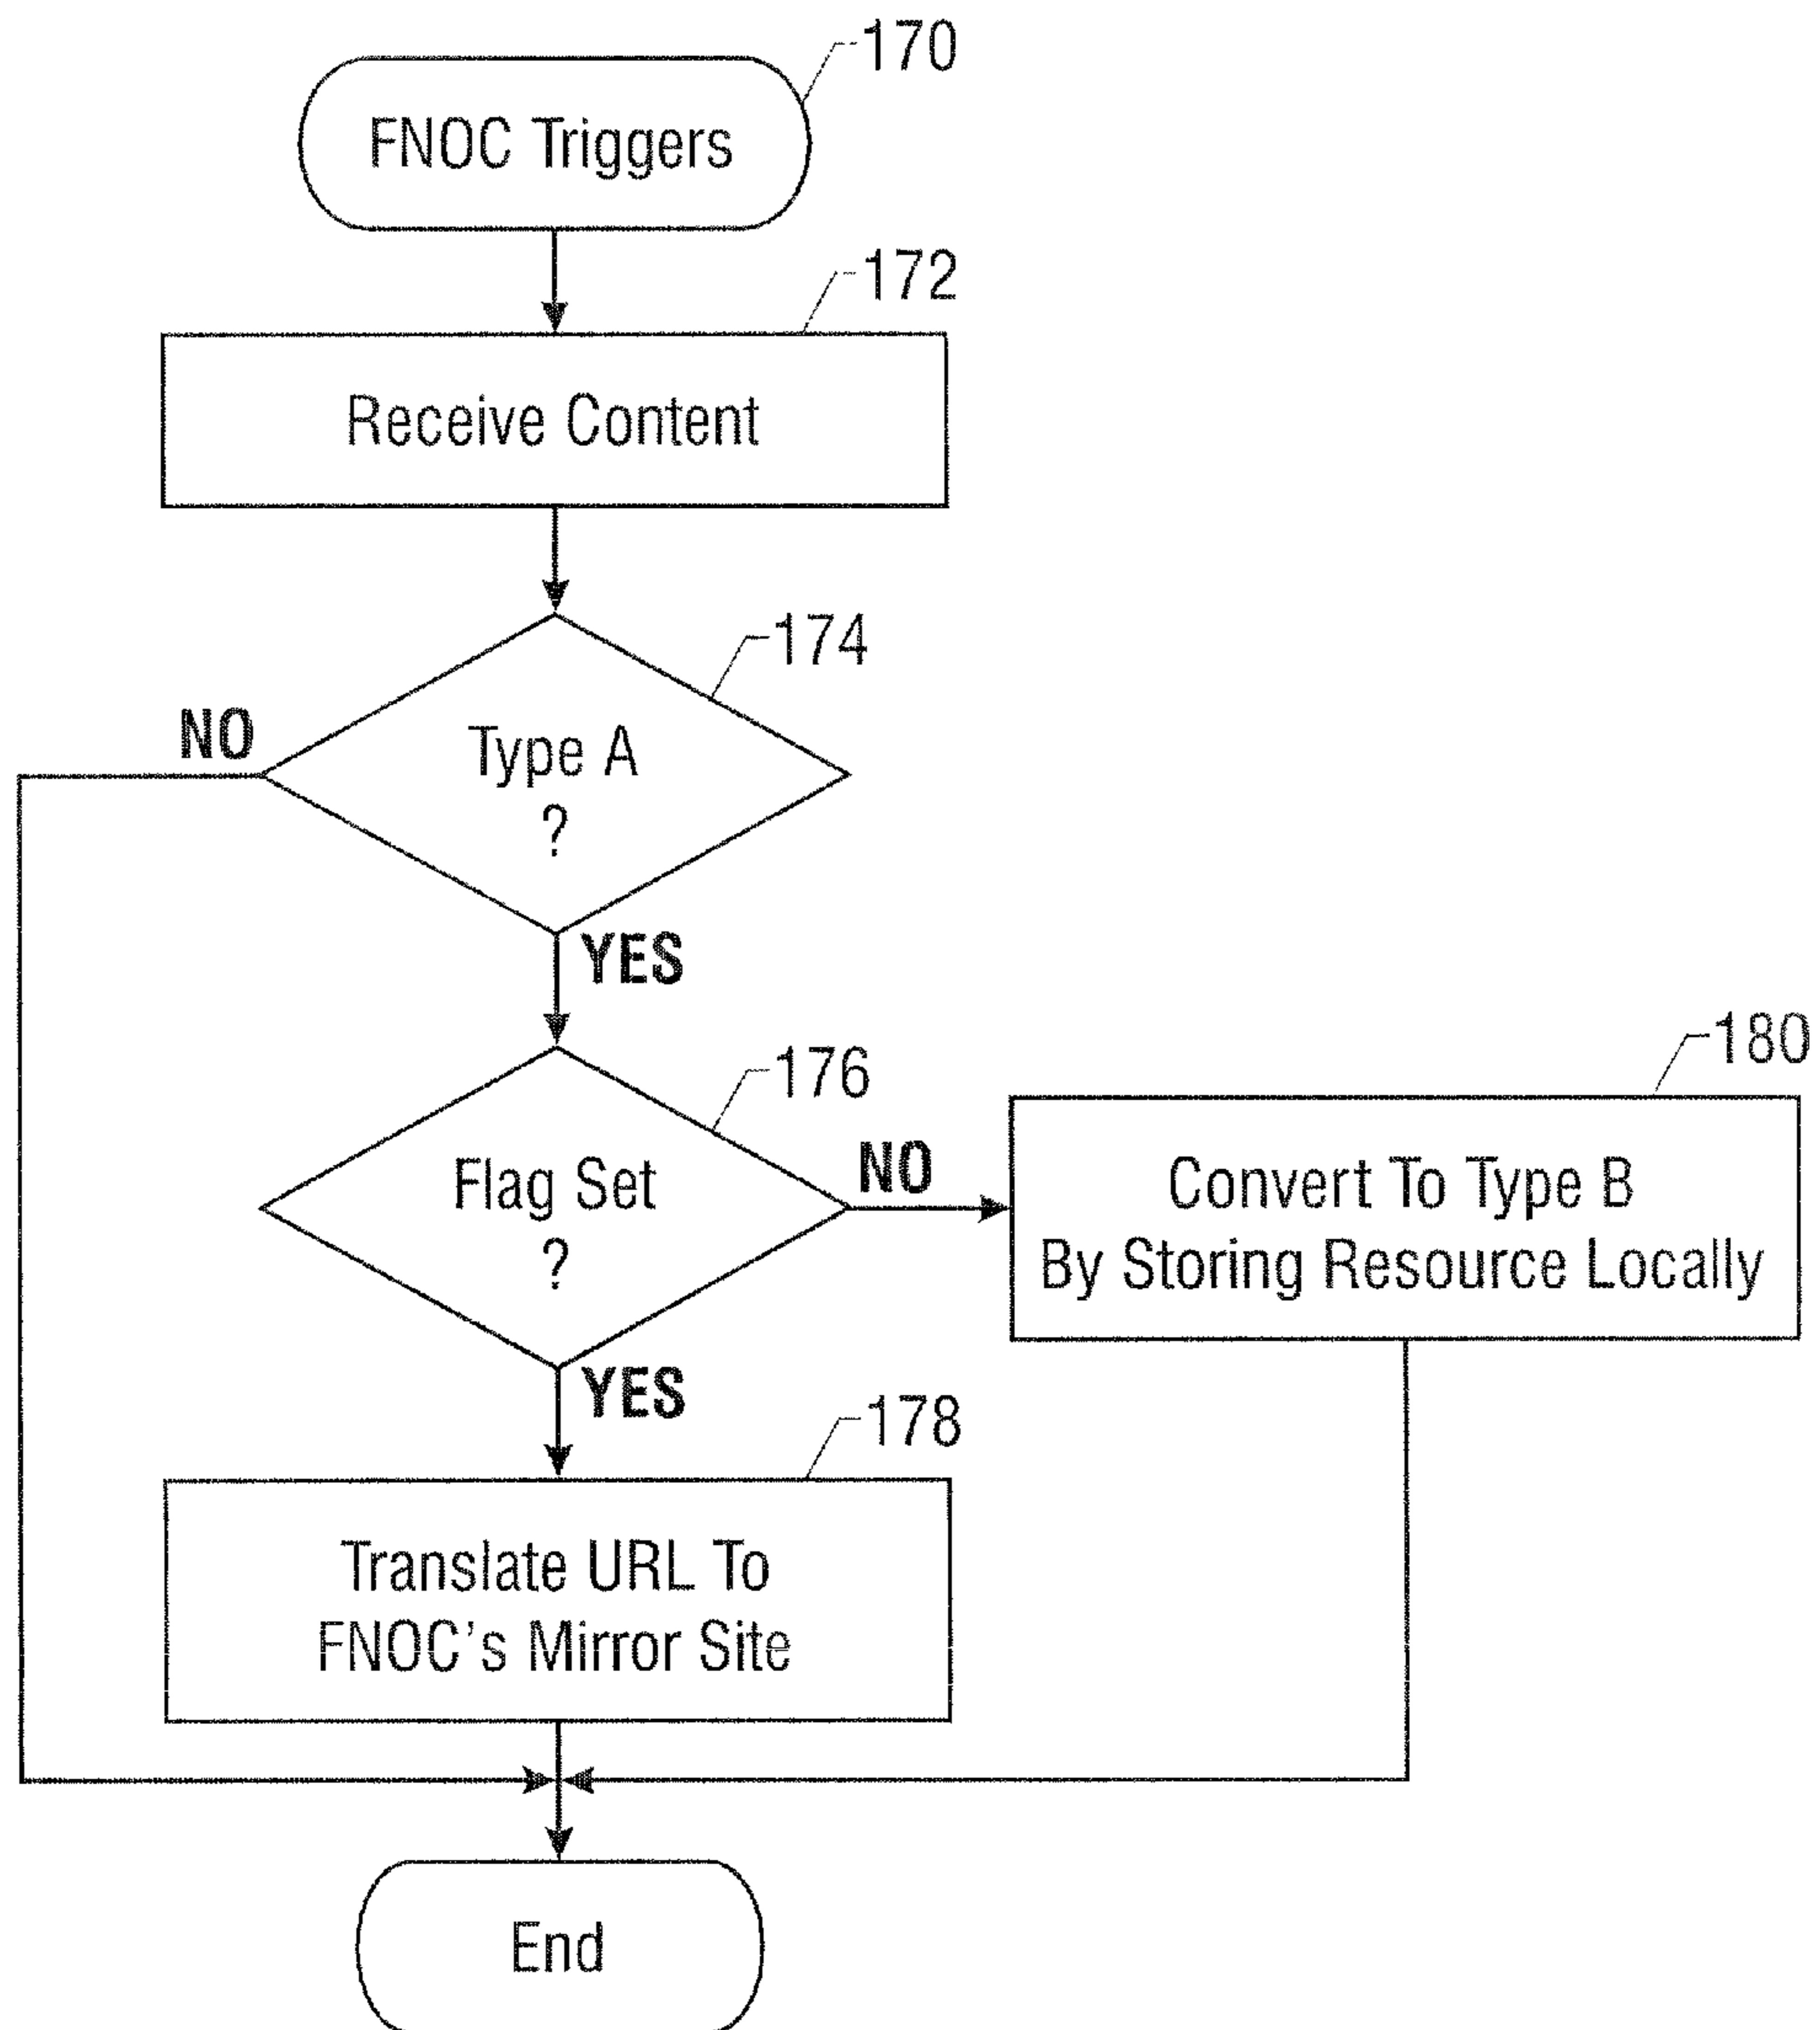 170
FNOC Triggers
172
Receive Content
174
NO
Type A
?
YES
176
180
Flag Set
?
NO
Convert To Type B
By Storing Resource Locally
YES
178
Translate URL To
FNOC's Mirror Site
End